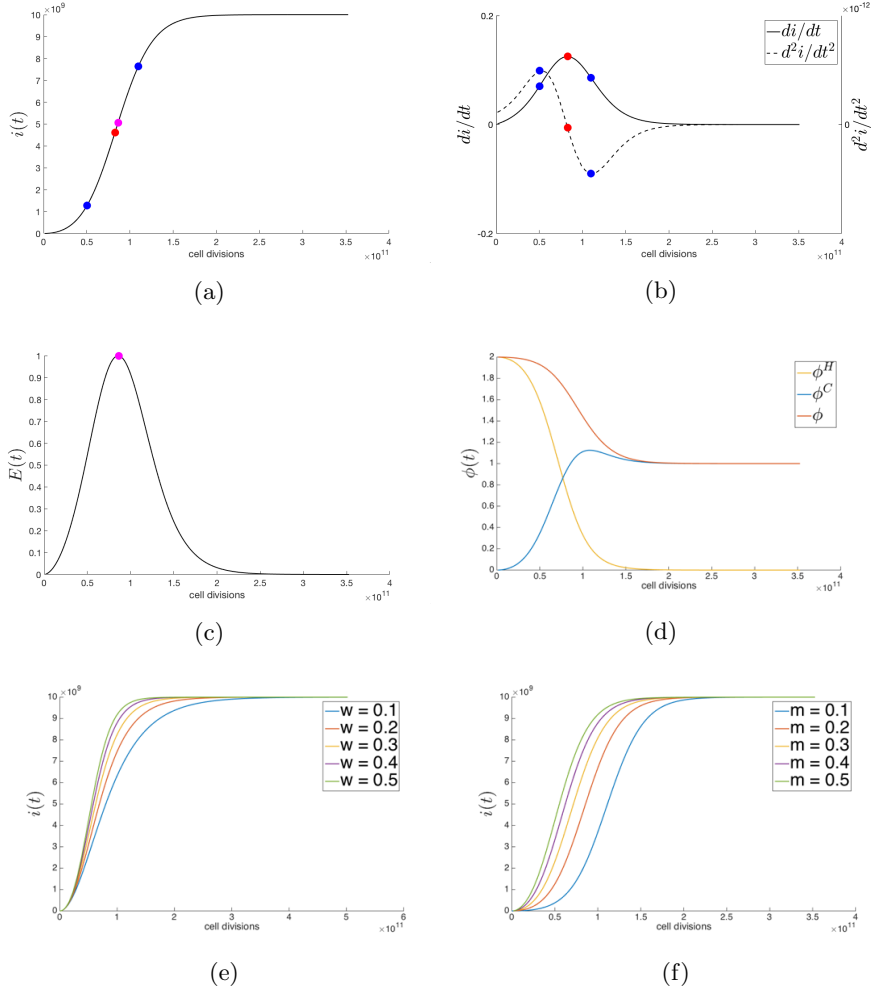 ×10^9
10
9
8
7
6
5
4
3
2
1
0
i(t)
0 0.5 1 1.5 2 2.5 3 3.5 4
cell divisions
×10^11
(a)
×10^-12
0.2
0
-0.2
di/dt
0
d²i/dt²
di/dt
d²i/dt²
0 0.5 1 1.5 2 2.5 3 3.5 4
cell divisions
×10^11
(b)
1
0.9
0.8
0.7
0.6
0.5
0.4
0.3
0.2
0.1
0
E(t)
0 0.5 1 1.5 2 2.5 3 3.5 4
cell divisions
×10^11
(c)
2
1.8
1.6
1.4
1.2
1
0.8
0.6
0.4
0.2
0
ϕ(t)
ϕ^H
ϕ^C
ϕ
0 0.5 1 1.5 2 2.5 3 3.5 4
cell divisions
×10^11
(d)
×10^9
10
9
8
7
6
5
4
3
2
1
0
i(t)
w = 0.1
w = 0.2
w = 0.3
w = 0.4
w = 0.5
0 1 2 3 4 5 6
cell divisions
×10^11
(e)
×10^9
10
9
8
7
6
5
4
3
2
1
0
i(t)
m = 0.1
m = 0.2
m = 0.3
m = 0.4
m = 0.5
0 0.5 1 1.5 2 2.5 3 3.5 4
cell divisions
×10^11
(f)